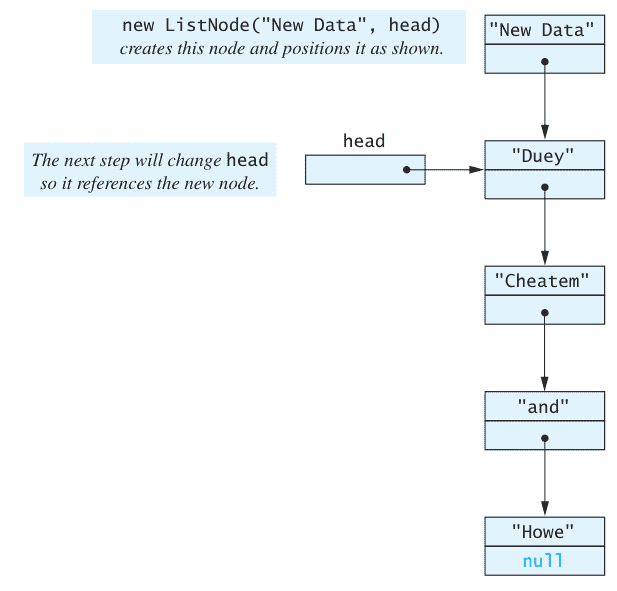 new ListNode("New Data", head)
creates this node and positions it as shown.
"New Data"
The next step will change head
so it references the new node.
head
"Duey"
"Cheatem"
"and"
"Howe"
null